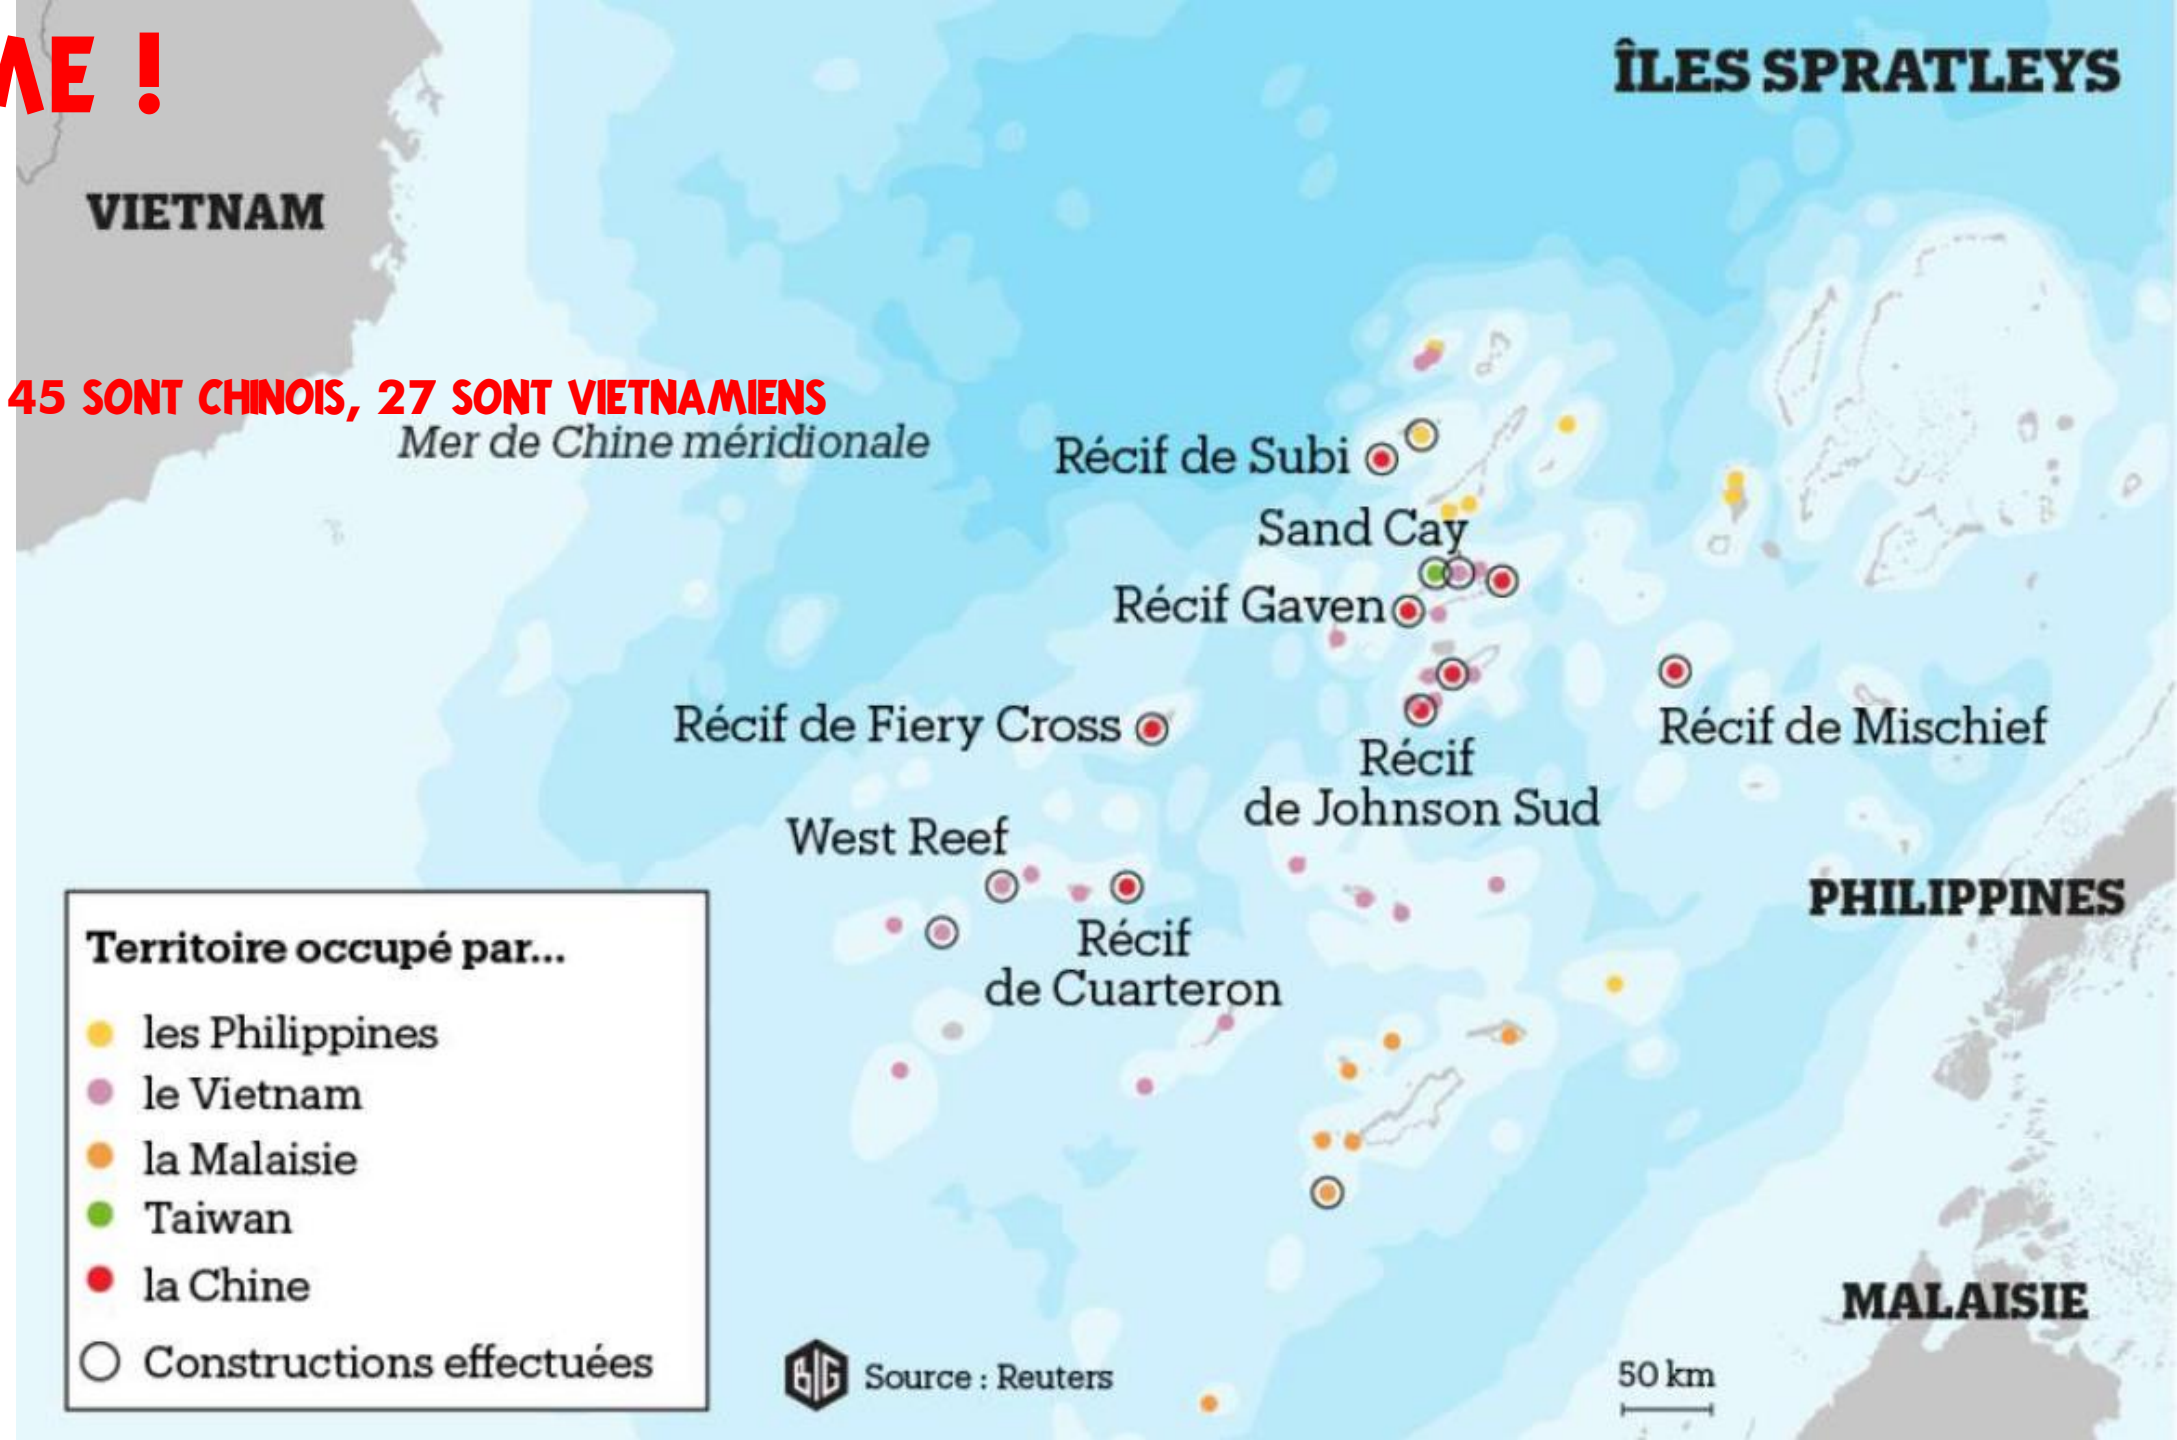 ME !
ÎLES SPRATLEYS
VIETNAM
45 SONT CHINOIS, 27 SONT VIETNAMIENS
Mer de Chine méridionale
Récif de Subi
Sand Cay
Récif Gaven
Récif de Fiery Cross
Récif de Mischief
Récif
de Johnson Sud
West Reef
Récif
de Cuarteron
PHILIPPINES
Territoire occupé par...
les Philippines
le Vietnam
la Malaisie
Taiwan
la Chine
Constructions effectuées
MALAISIE
BIG
Source : Reuters
50 km